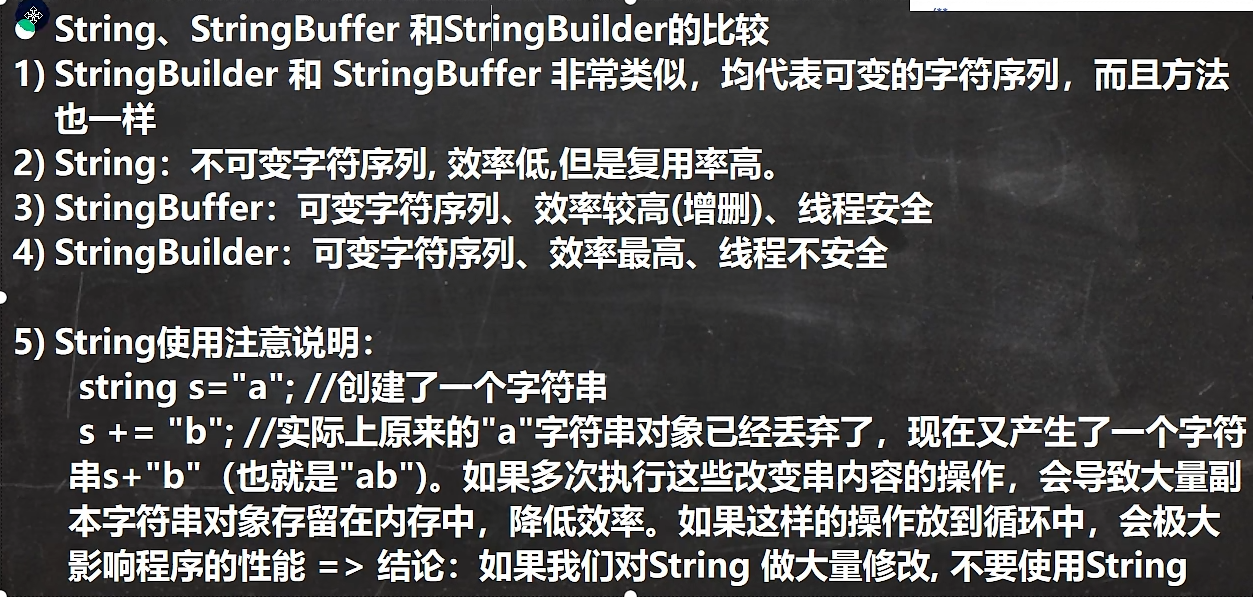 String、StringBuffer 和StringBuilder的比较
1) StringBuilder 和 StringBuffer 非常类似，均代表可变的字符序列，而且方法
也一样
2) String：不可变字符序列, 效率低,但是复用率高。
3) StringBuffer：可变字符序列、效率较高(增删)、线程安全
4) StringBuilder：可变字符序列、效率最高、线程不安全
5) String使用注意说明：
string s="a"; //创建了一个字符串
s += "b"; //实际上原来的"a"字符串对象已经丢弃了，现在又产生了一个字符
串s+"b"（也就是"ab"）。如果多次执行这些改变串内容的操作，会导致大量副
本字符串对象存留在内存中，降低效率。如果这样的操作放到循环中，会极大
影响程序的性能 => 结论：如果我们对String 做大量修改, 不要使用String